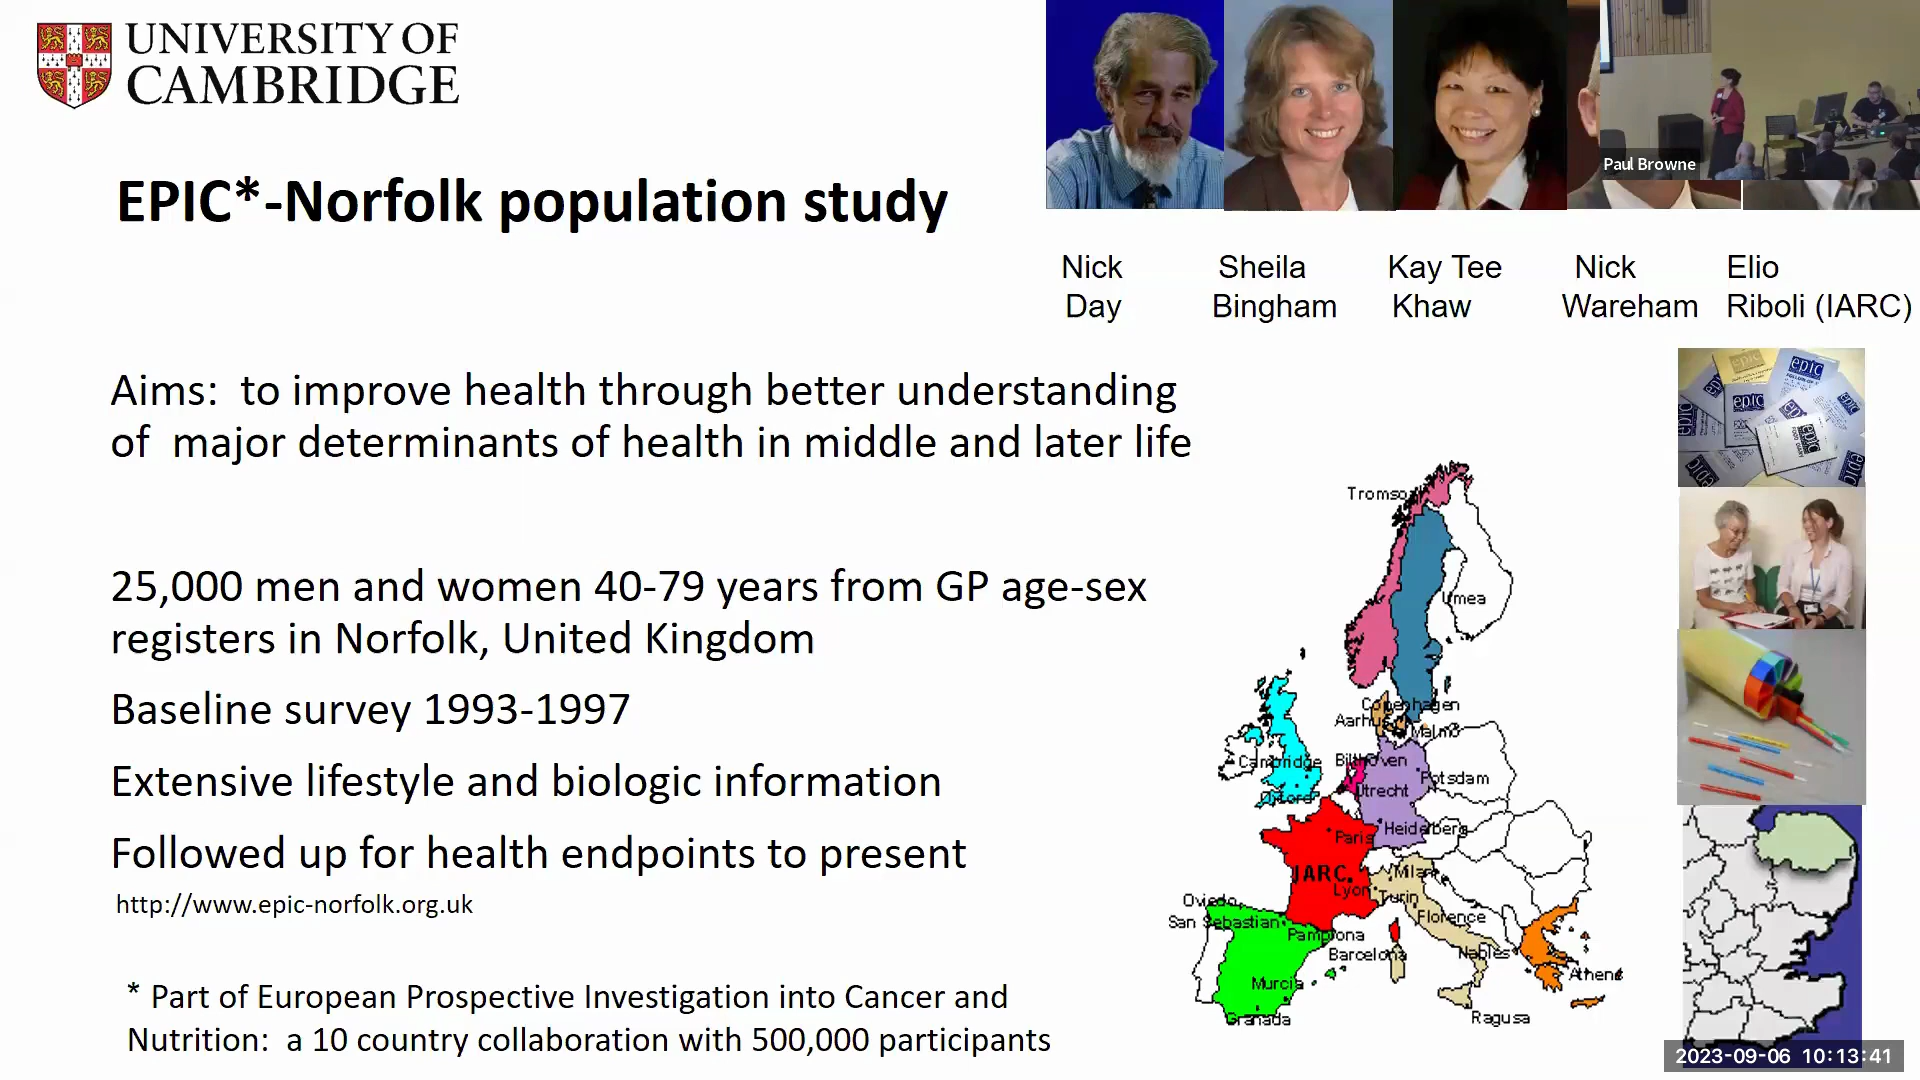 UNIVERSITY OF
CAMBRIDGE
Paul Browne
EPIC*-Norfolk population study
Nick Day
Sheila Bingham
Kay Tee Khaw
Nick Wareham
Elio Riboli (IARC)
Aims:  to improve health through better understanding
of  major determinants of health in middle and later life
25,000 men and women 40-79 years from GP age-sex
registers in Norfolk, United Kingdom
Baseline survey 1993-1997
Extensive lifestyle and biologic information
Followed up for health endpoints to present
http://www.epic-norfolk.org.uk
* Part of European Prospective Investigation into Cancer and
Nutrition:  a 10 country collaboration with 500,000 participants
Tromso
Umea
Copenhagen
Aarhus
Malmo
Cambridge
Bilthoven
Potsdam
Utrecht
Oxford
Heidelberg
Paris
IARC.
Milan
Lyon
Turin
Oviedo
San Sebastian
Florence
Pamplona
Barcelona
Naples
Athens
Murcia
Granada
Ragusa
epic
epic
epic
epic
2023-09-06 10:13:41